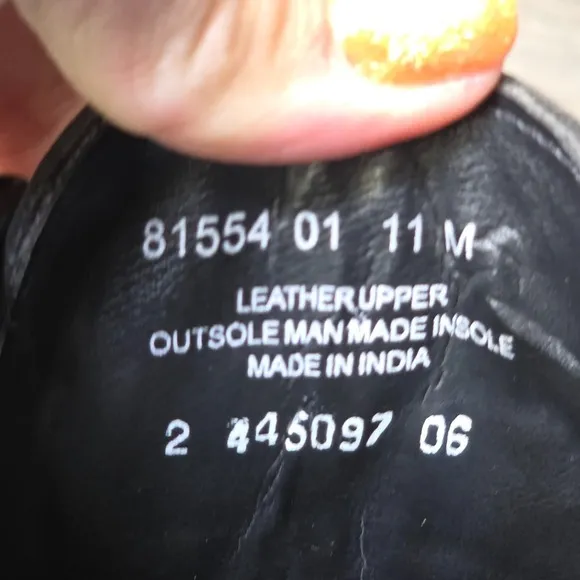 81554 01 11 M
LEATHER UPPER
OUTSOLE MAN MADE INSOLE
MADE IN INDIA
2 445097 06